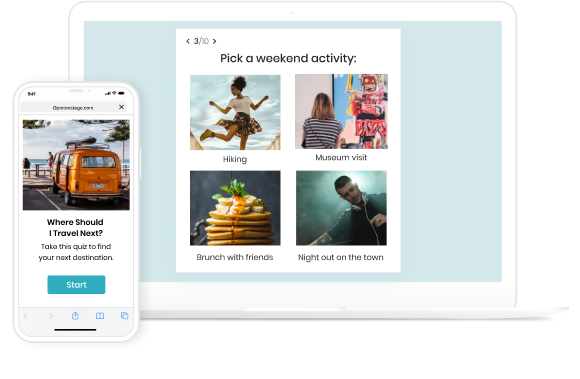 3/10
Pick a weekend activity:
Hiking
Museum visit
Brunch with friends
Night out on the town
9:41
Opinionstage.com
Where Should
I Travel Next?
Take this quiz to find
your next destination.
Start